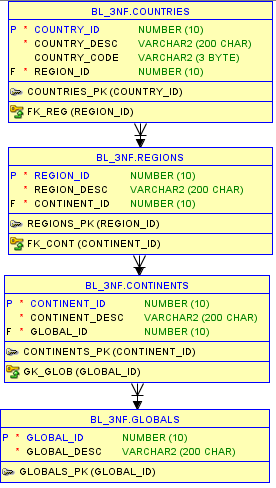 BL_3NF.COUNTRIES
P * COUNTRY_ID NUMBER (10)
* COUNTRY_DESC VARCHAR2 (200 CHAR)
COUNTRY_CODE VARCHAR2 (3 BYTE)
F * REGION_ID NUMBER (10)
COUNTRIES_PK (COUNTRY_ID)
FK_REG (REGION_ID)
BL_3NF.REGIONS
P * REGION_ID NUMBER (10)
* REGION_DESC VARCHAR2 (200 CHAR)
F * CONTINENT_ID NUMBER (10)
REGIONS_PK (REGION_ID)
FK_CONT (CONTINENT_ID)
BL_3NF.CONTINENTS
P * CONTINENT_ID NUMBER (10)
* CONTINENT_DESC VARCHAR2 (200 CHAR)
F * GLOBAL_ID NUMBER (10)
CONTINENTS_PK (CONTINENT_ID)
GK_GLOB (GLOBAL_ID)
BL_3NF.GLOBALS
P * GLOBAL_ID NUMBER (10)
* GLOBAL_DESC VARCHAR2 (200 CHAR)
GLOBALS_PK (GLOBAL_ID)